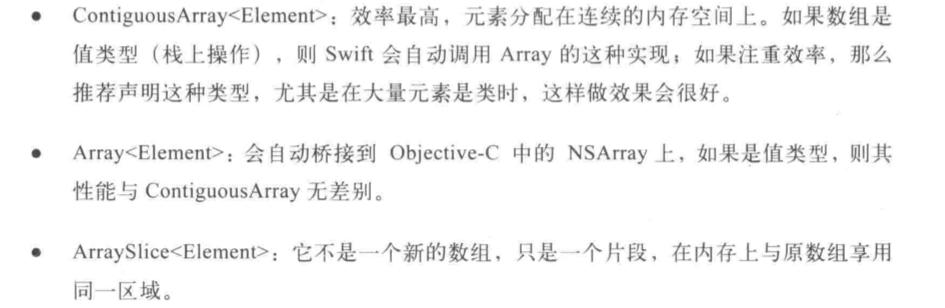 ● ContiguousArray<Element>：效率最高，元素分配在连续的内存空间上。如果数组是
值类型（栈上操作），则 Swift 会自动调用 Array 的这种实现；如果注重效率，那么
推荐声明这种类型，尤其是在大量元素是类时，这样做效果会很好。
● Array<Element>：会自动桥接到 Objective-C 中的 NSArray 上，如果是值类型，则其
性能与 ContiguousArray 无差别。
● ArraySlice<Element>：它不是一个新的数组，只是一个片段，在内存上与原数组享用
同一区域。